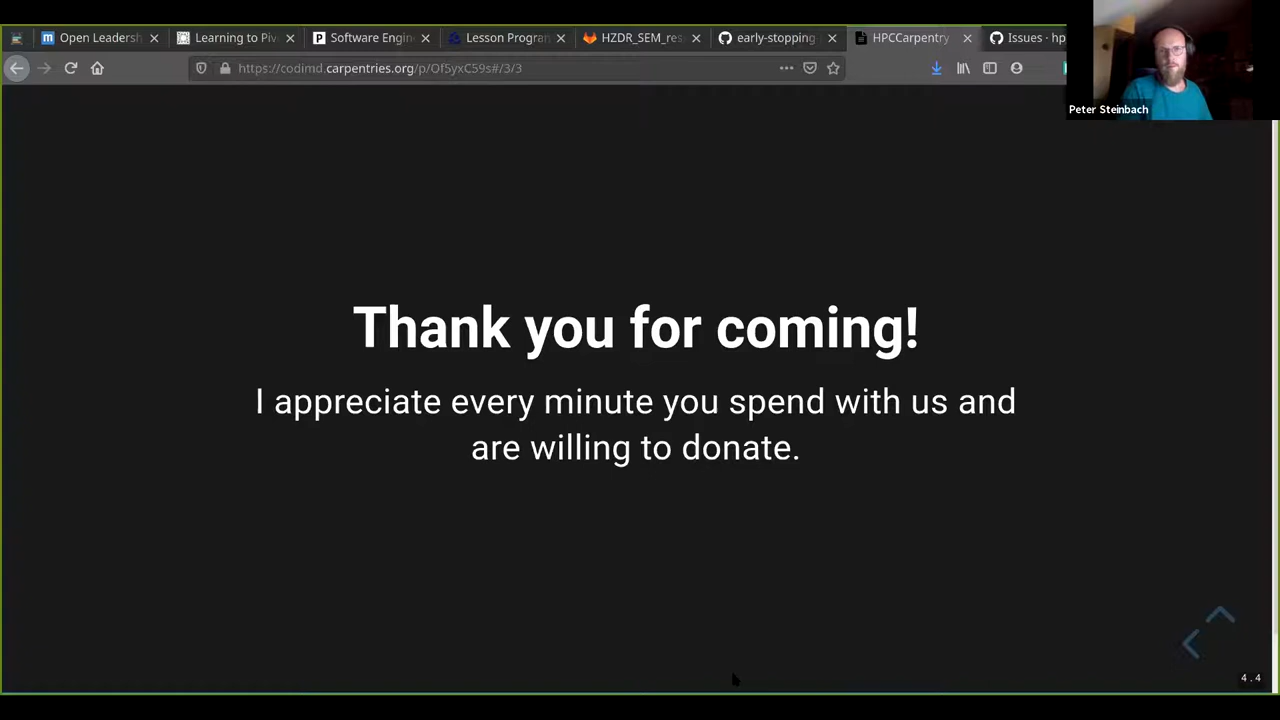 Open Leadersh
Learning to Piv
Software Engin
Lesson Program
HZDR_SEM_res
early-stopping
HPCCarpentry
Issues · hp
https://codimd.carpentries.org/p/Of5yxC59s#/3/3
Peter Steinbach
Thank you for coming!
I appreciate every minute you spend with us and
are willing to donate.
4.4